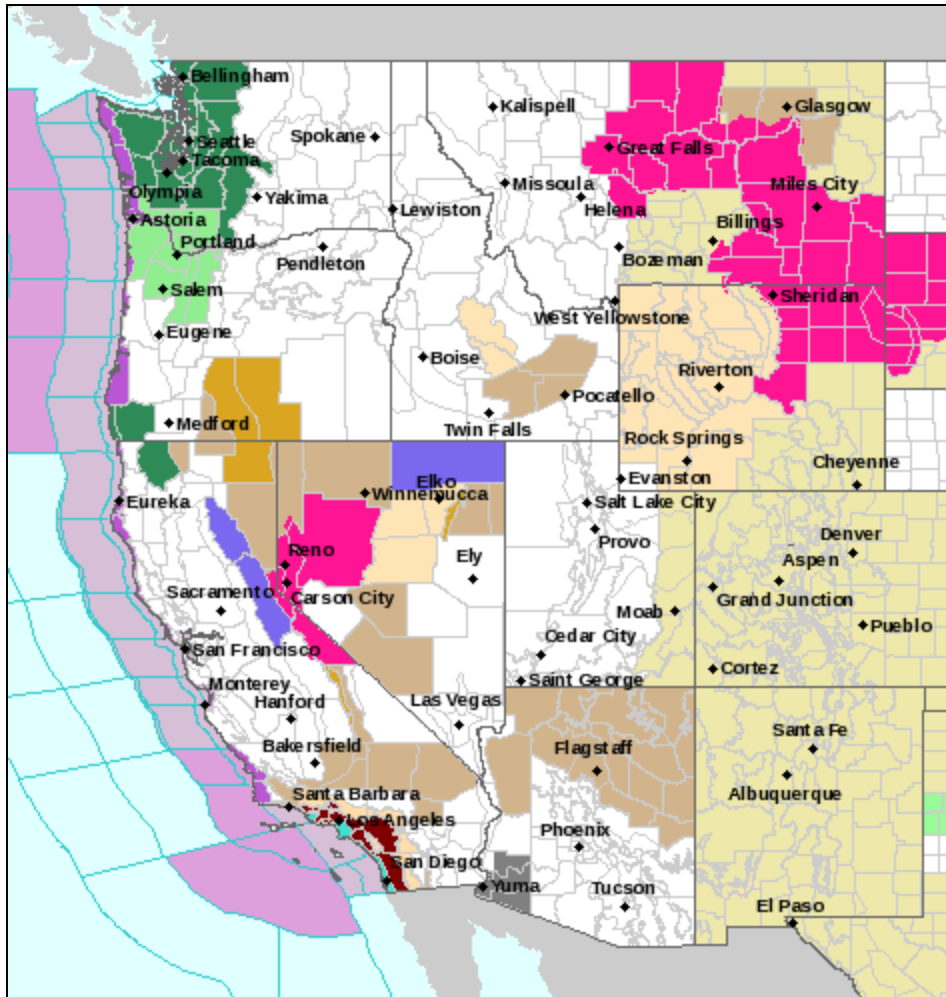 Bellingham
Kalispell
Glasgow
Seattle
Spokane
Great Falls
Tacoma
Olympia
Missoula
Miles City
Yakima
Lewiston
Helena
Astoria
Billings
Portland
Pendleton
Bozeman
Salem
Sheridan
West Yellowstone
Eugene
Boise
Riverton
Pocatello
Medford
Twin Falls
Rock Springs
Cheyenne
Elko
Evanston
Winnemucca
Eureka
Salt Lake City
Denver
Provo
Reno
Ely
Aspen
Sacramento
Carson City
Grand Junction
Moab
Pueblo
Cedar City
San Francisco
Cortez
Saint George
Monterey
Hanford
Las Vegas
Santa Fe
Bakersfield
Flagstaff
Albuquerque
Santa Barbara
Los Angeles
Phoenix
San Diego
Yuma
Tucson
El Paso